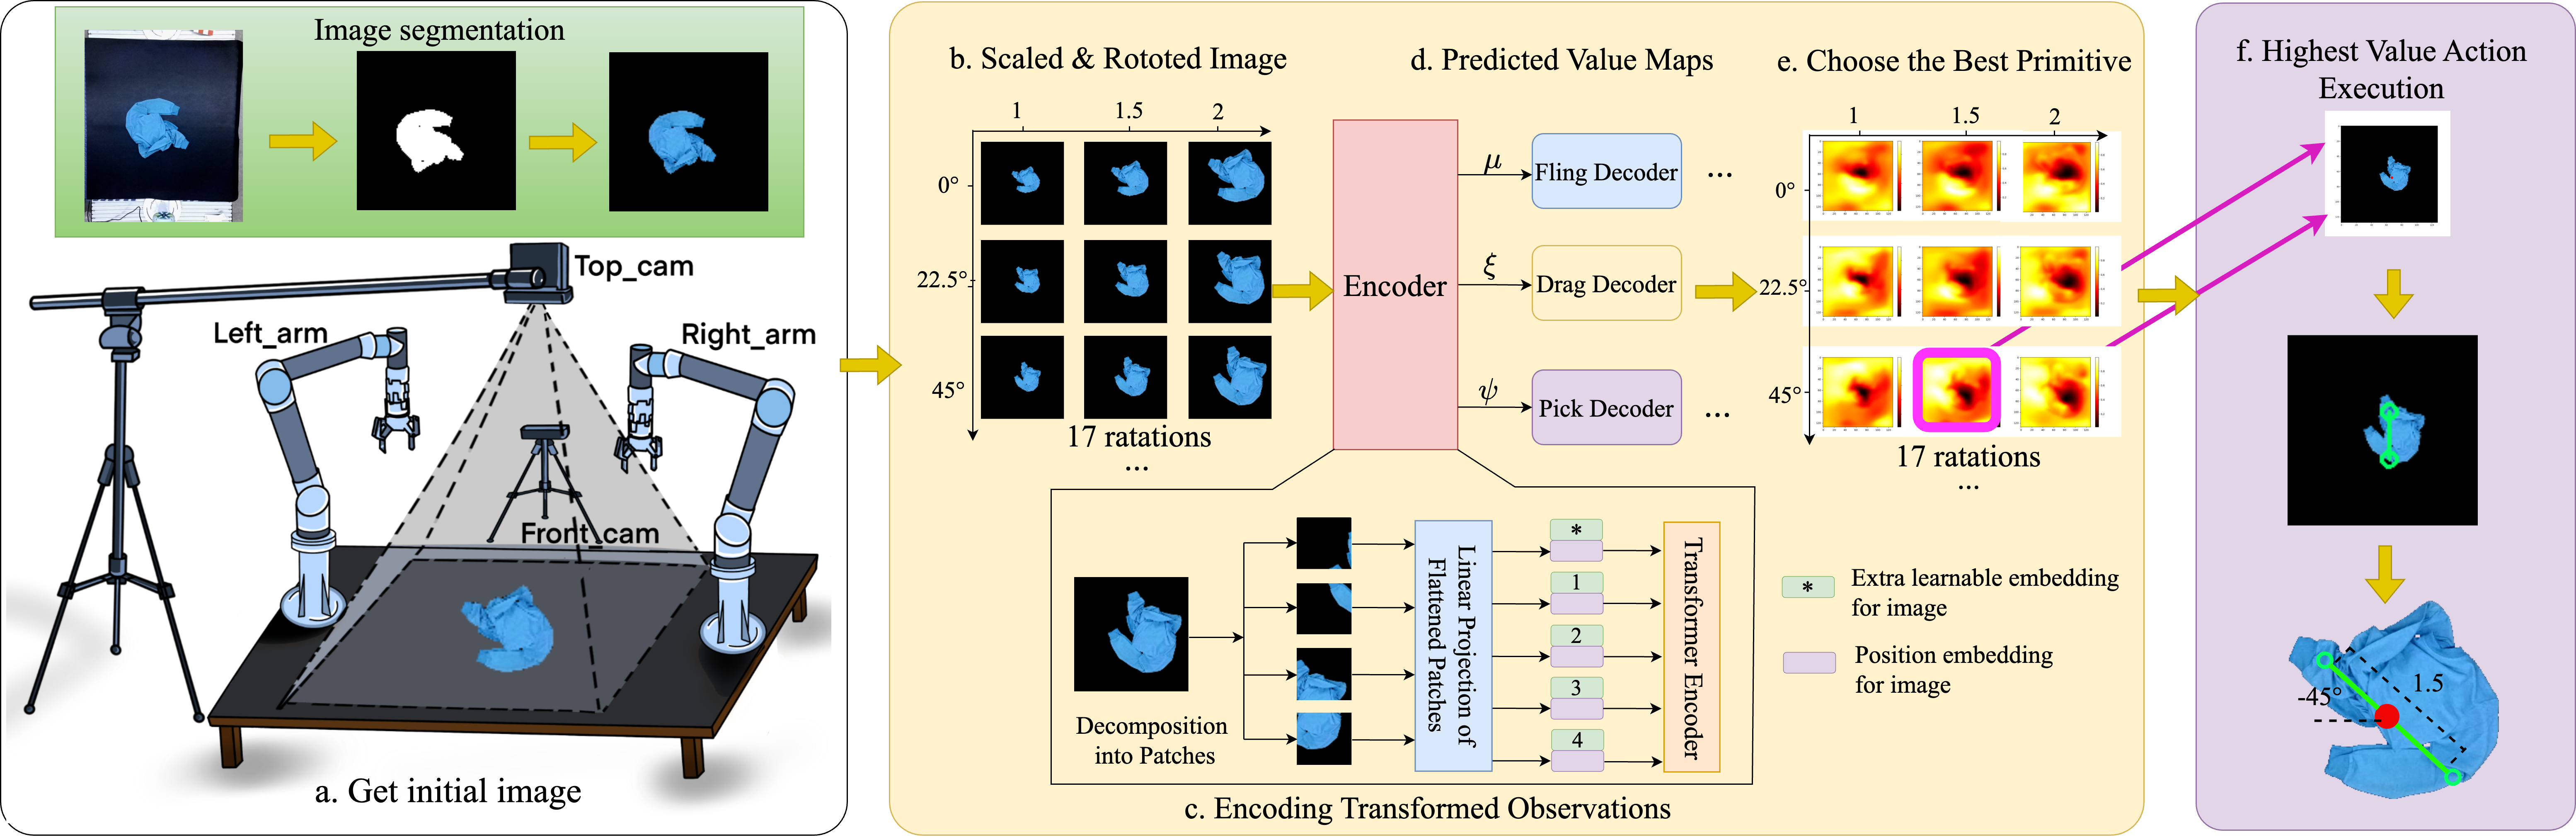 Image segmentation
Top_cam
Left_arm
Right_arm
Front_cam
a. Get initial image
b. Scaled & Rototed Image
1 1.5 2
0°
22.5°
45°
17 ratations
...
Encoder
d. Predicted Value Maps
μ
Fling Decoder ...
ξ
Drag Decoder
ψ
Pick Decoder ...
e. Choose the Best Primitive
1 1.5 2
0°
22.5°
45°
17 ratations
...
Decomposition
into Patches
Linear Projection of
Flattened Patches
*
1
2
3
4
Transformer Encoder
* Extra learnable embedding
for image
Position embedding
for image
c. Encoding Transformed Observations
f. Highest Value Action
Execution
1.5
-45°